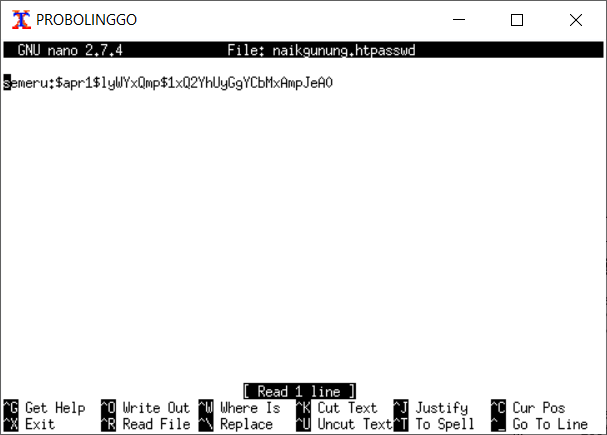 PROBOLINGGO
GNU nano 2.7.4 File: naikgunung.htpasswd
semeru:$apr1$lyWYxQmp$1xQ2YhUyGgYCbMxAmpJeA0
[ Read 1 line ]
^G Get Help ^O Write Out ^W Where Is ^K Cut Text ^J Justify ^C Cur Pos
^X Exit ^R Read File ^\ Replace ^U Uncut Text ^T To Spell ^_ Go To Line